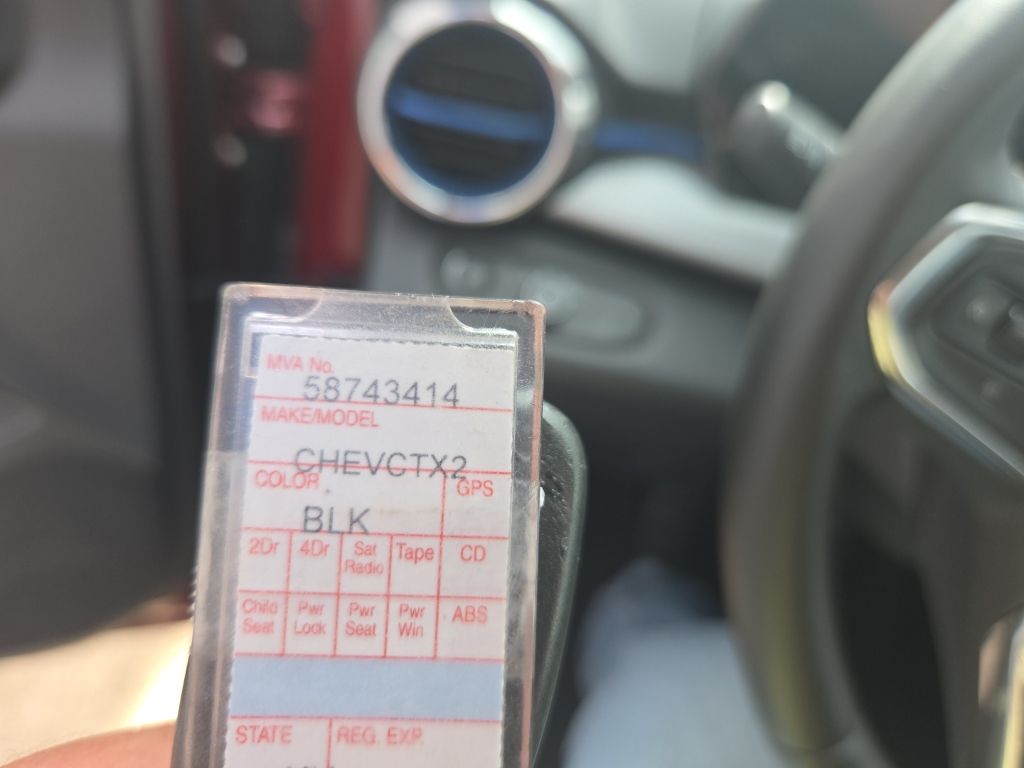 MVA No.
58743414
MAKE/MODEL
CHEVCTX2
COLOR GPS
BLK
2Dr 4Dr Sat Radio Tape CD
Child Seat Pwr Lock Pwr Seat Pwr Win ABS
STATE REG. EXP.